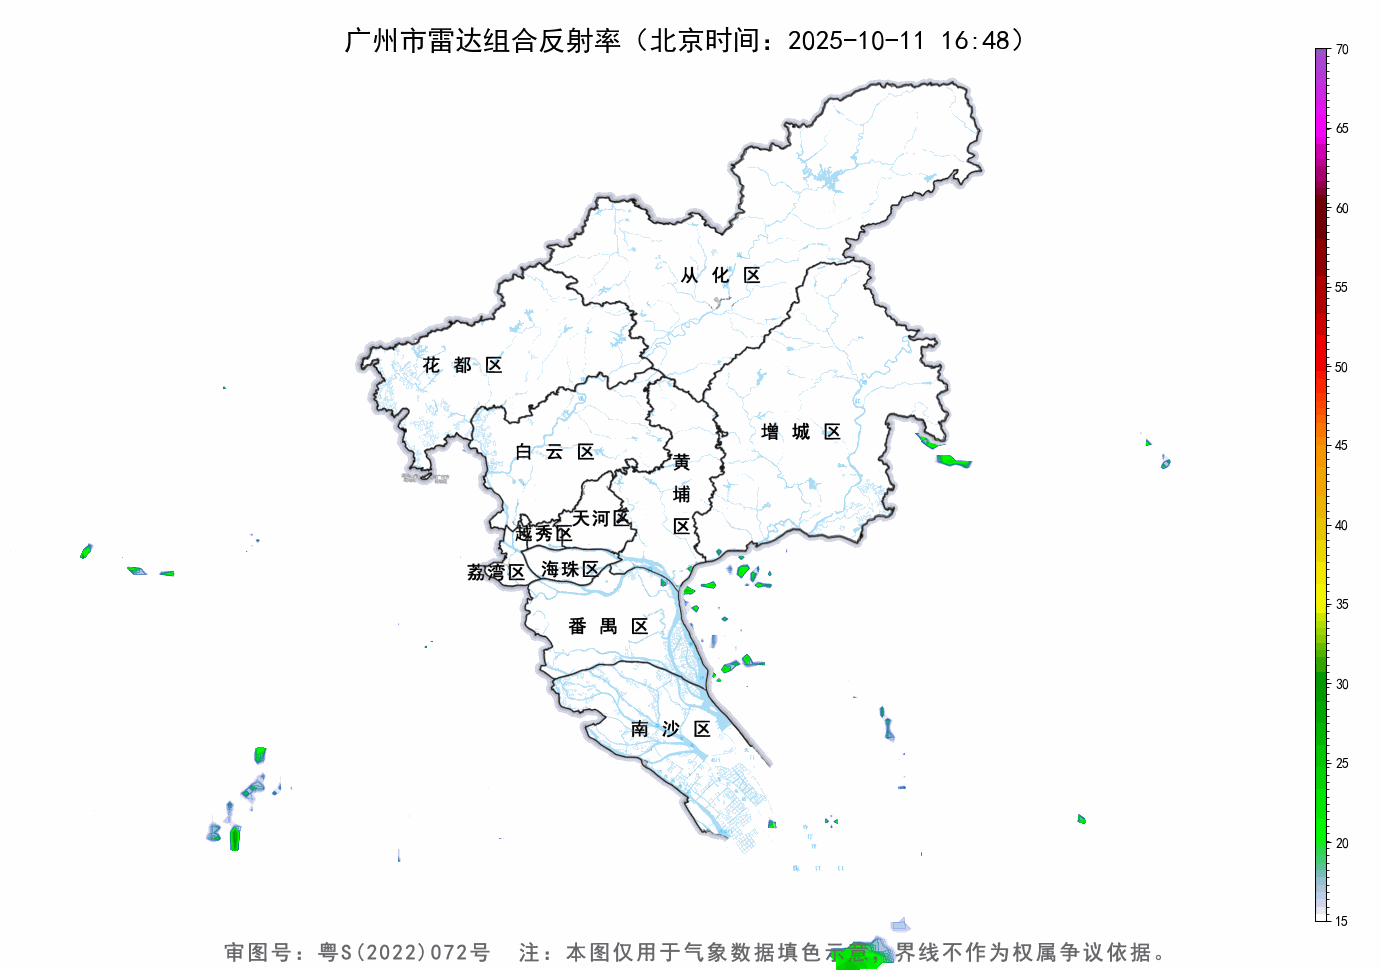 广州市雷达组合反射率（北京时间：2025-10-11 16:48）
70
65
60
55
50
45
40
35
30
25
20
15
从化区
花都区
增城区
白云区
黄埔区
天河区
越秀区
荔湾区
海珠区
番禺区
南沙区
审图号：粤S(2022)072号 注：本图仅用于气象数据填色示意，界线不作为权属争议依据。